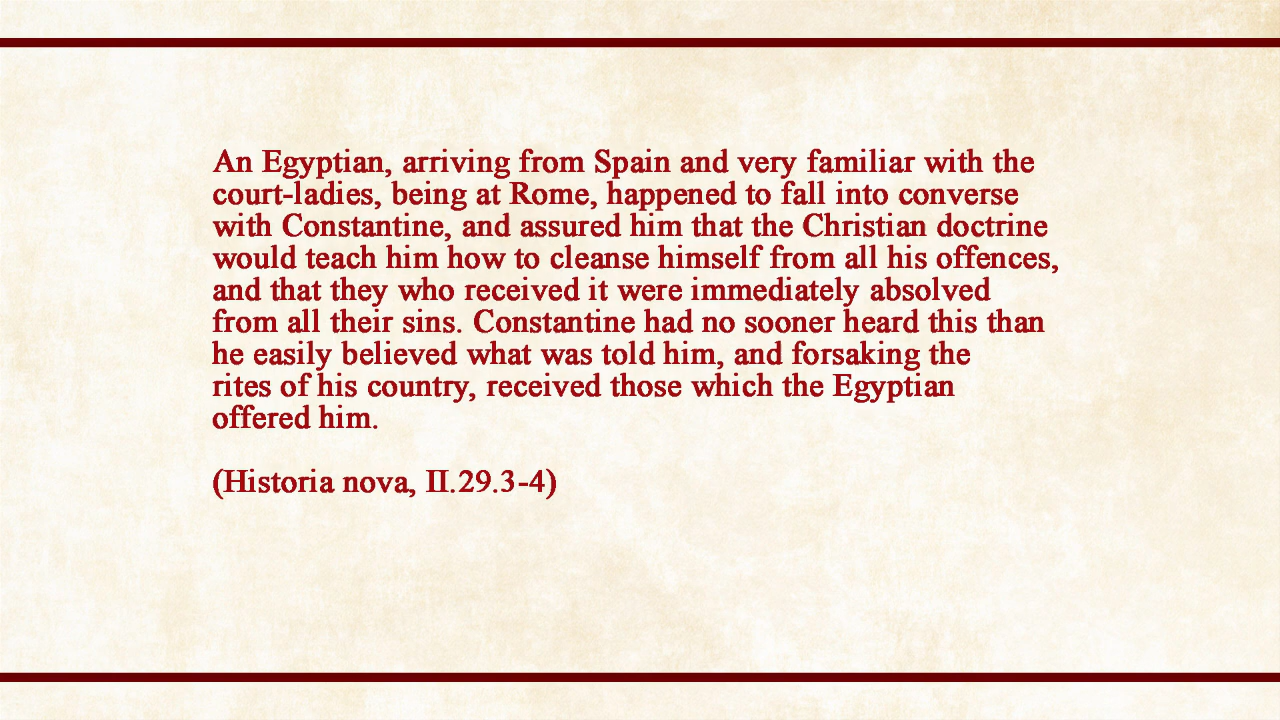 An Egyptian, arriving from Spain and very familiar with the
court-ladies, being at Rome, happened to fall into converse
with Constantine, and assured him that the Christian doctrine
would teach him how to cleanse himself from all his offences,
and that they who received it were immediately absolved
from all their sins. Constantine had no sooner heard this than
he easily believed what was told him, and forsaking the
rites of his country, received those which the Egyptian
offered him.
(Historia nova, II.29.3-4)